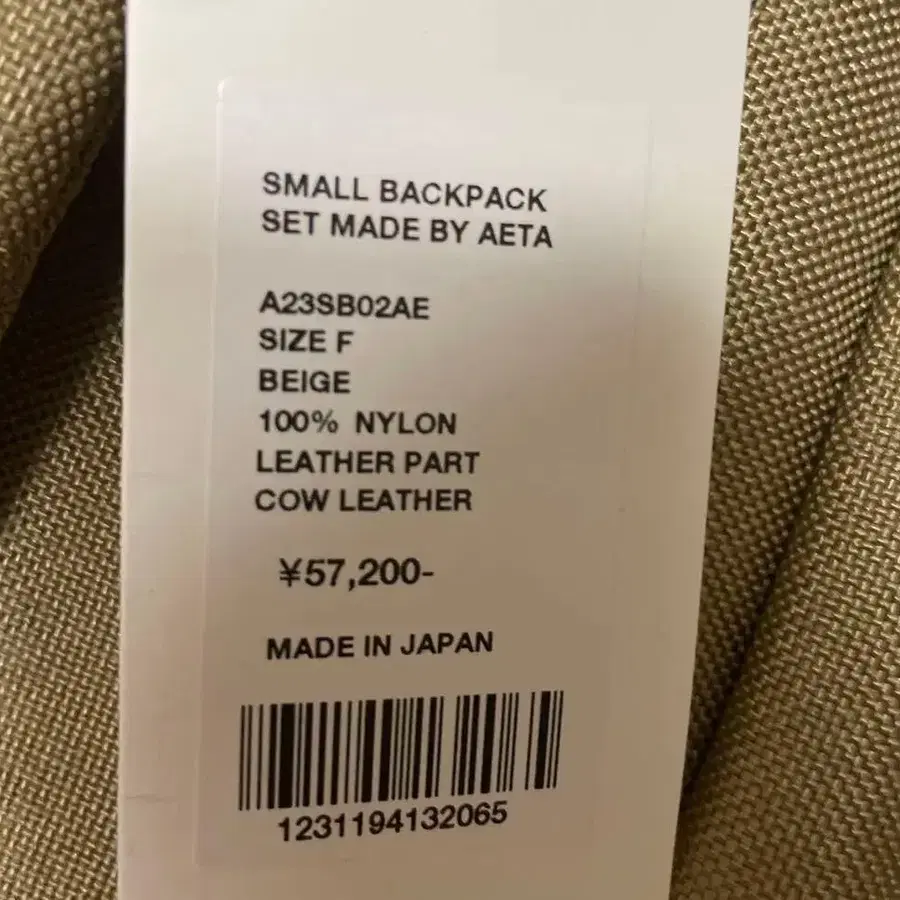 SMALL BACKPACK
SET MADE BY AETA
A23SB02AE
SIZE F
BEIGE
100% NYLON
LEATHER PART
COW LEATHER
¥57,200-
MADE IN JAPAN
1231194132065